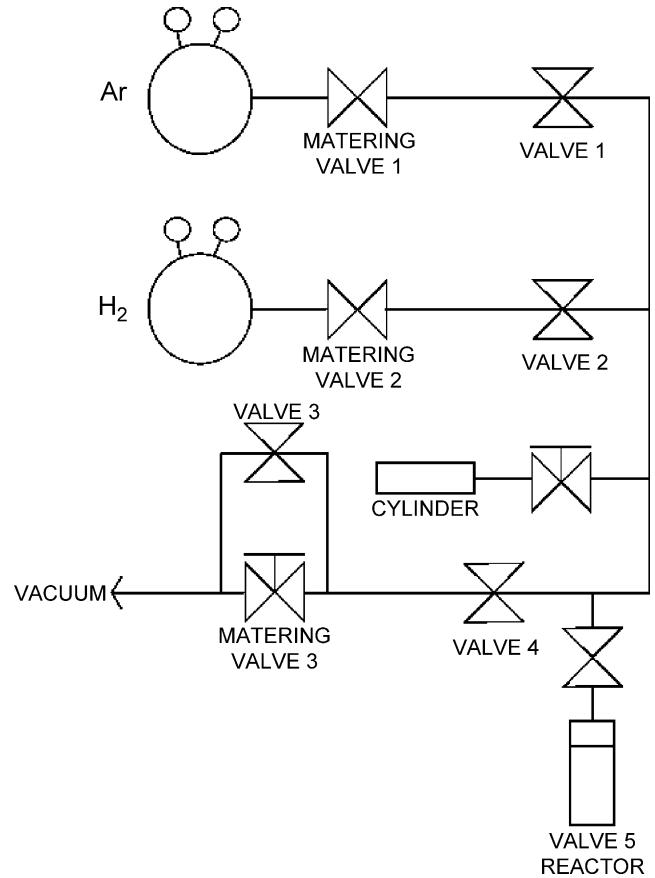 Ar
MATERING
VALVE 1
VALVE 1
H₂
MATERING
VALVE 2
VALVE 2
VALVE 3
CYLINDER
VACUUM
MATERING
VALVE 3
VALVE 4
VALVE 5
REACTOR